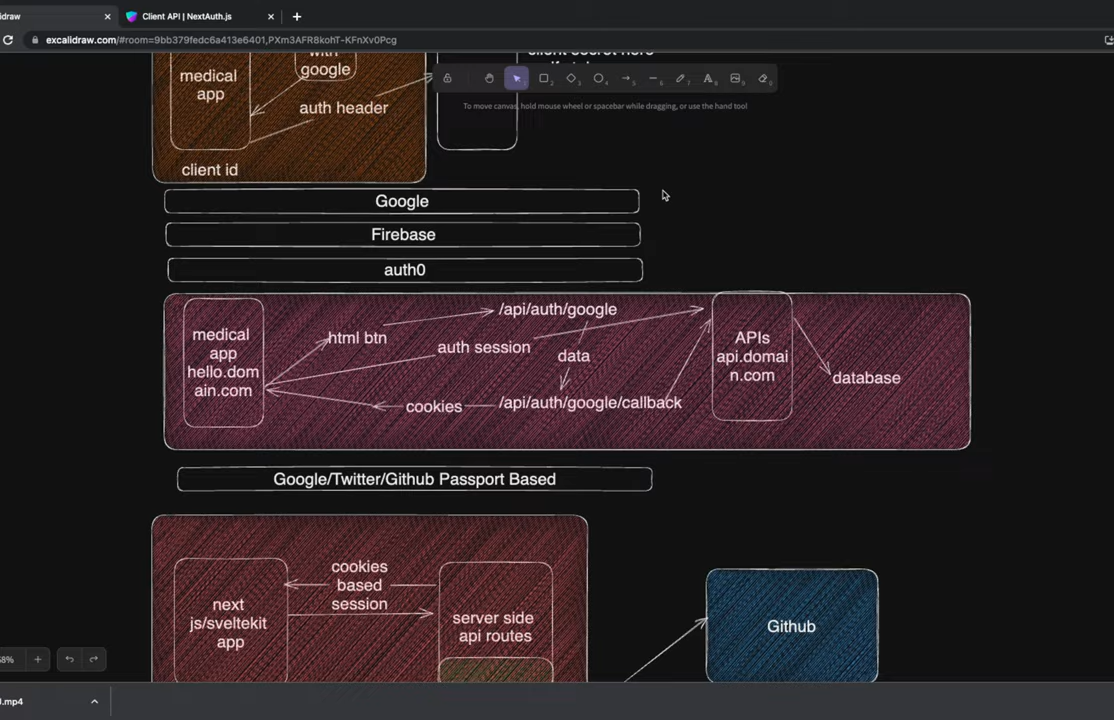 draw
Client API | NextAuth.js
excalidraw.com/#room=9bb379fedc6a413e6401,PXm3AFR8kohT-KFnXv0Pcg
with
google
medical
app
auth header
client id
To move canvas, hold mouse wheel or spacebar while dragging, or use the hand tool
Google
Firebase
auth0
medical
app
hello.dom
ain.com
html btn
/api/auth/google
auth session
data
cookies
/api/auth/google/callback
APIs
api.domai
n.com
database
Google/Twitter/Github Passport Based
next
js/sveltekit
app
cookies
based
session
server side
api routes
Github
8%
.mp4